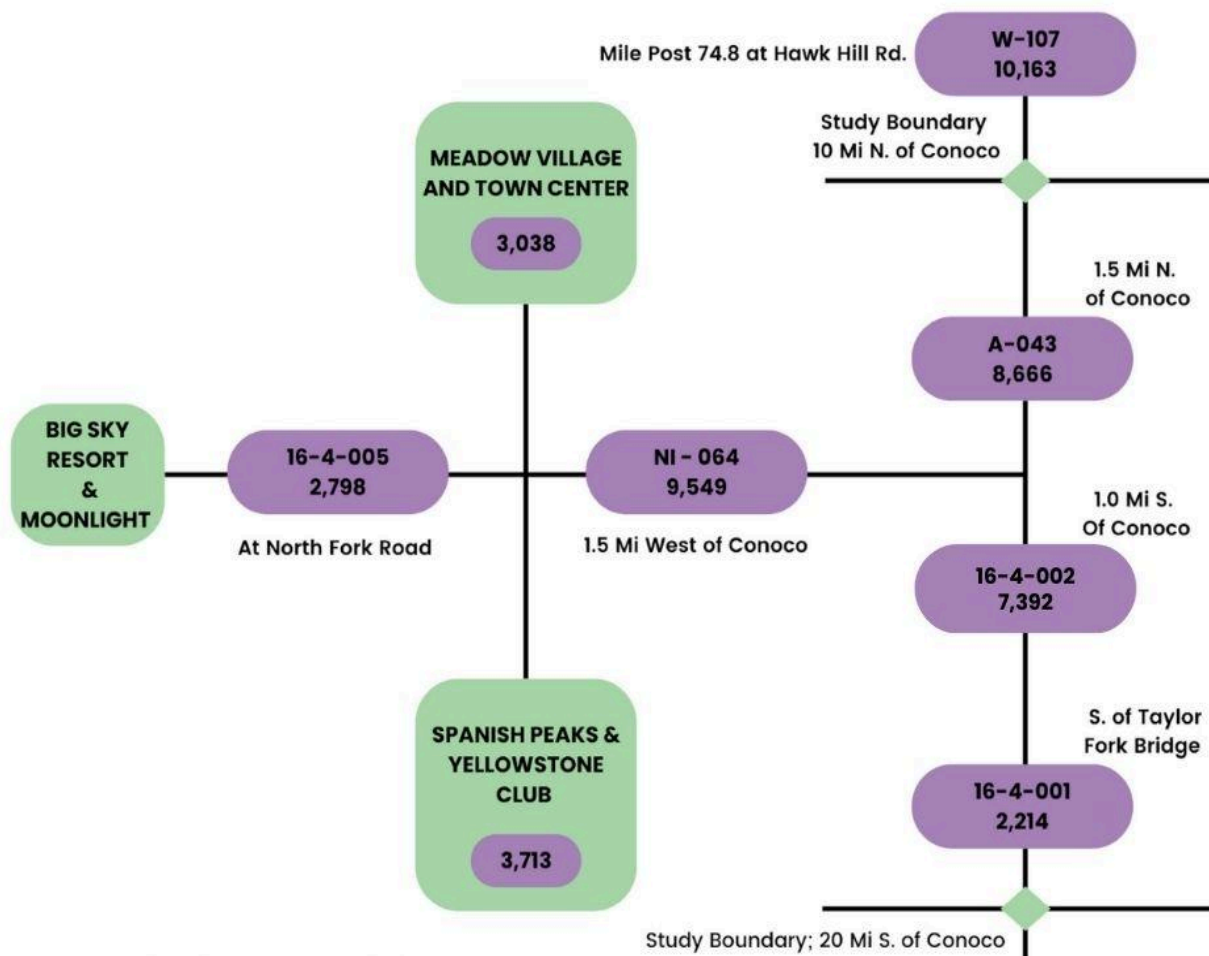 Mile Post 74.8 at Hawk Hill Rd.
W-107
10,163
Study Boundary
10 Mi N. of Conoco
MEADOW VILLAGE
AND TOWN CENTER
3,038
1.5 Mi N.
of Conoco
A-043
8,666
BIG SKY
RESORT
&
MOONLIGHT
16-4-005
2,798
At North Fork Road
NI - 064
9,549
1.5 Mi West of Conoco
1.0 Mi S.
Of Conoco
16-4-002
7,392
SPANISH PEAKS &
YELLOWSTONE
CLUB
3,713
S. of Taylor
Fork Bridge
16-4-001
2,214
Study Boundary; 20 Mi S. of Conoco